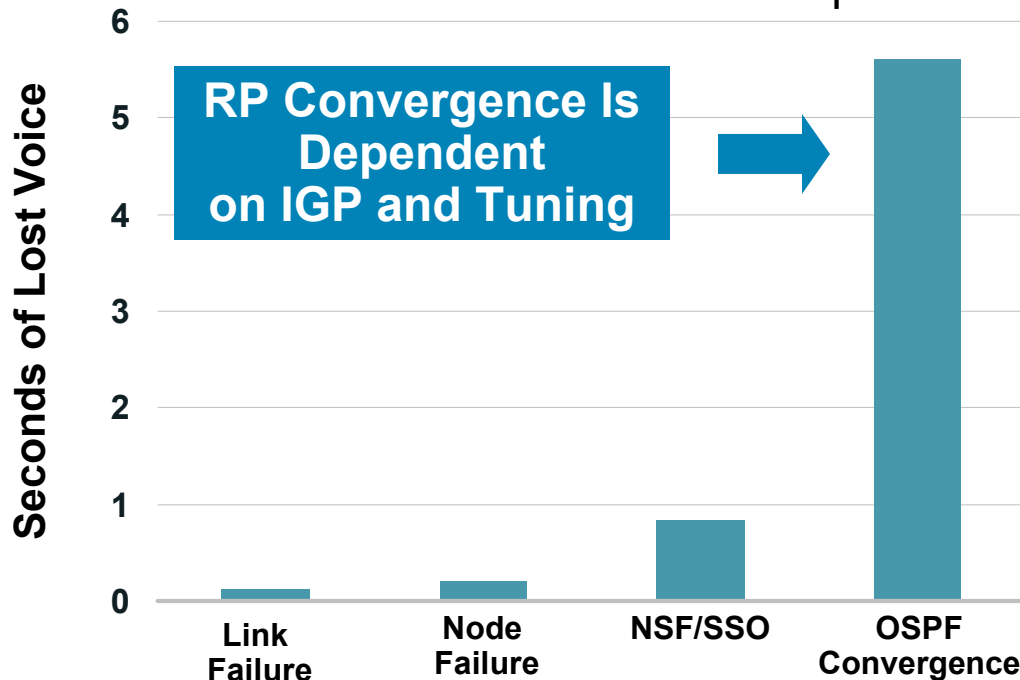 Seconds of Lost Voice
6
5
4
3
2
1
0
RP Convergence Is
Dependent
on IGP and Tuning
Link
Failure
Node
Failure
NSF/SSO
OSPF
Convergence